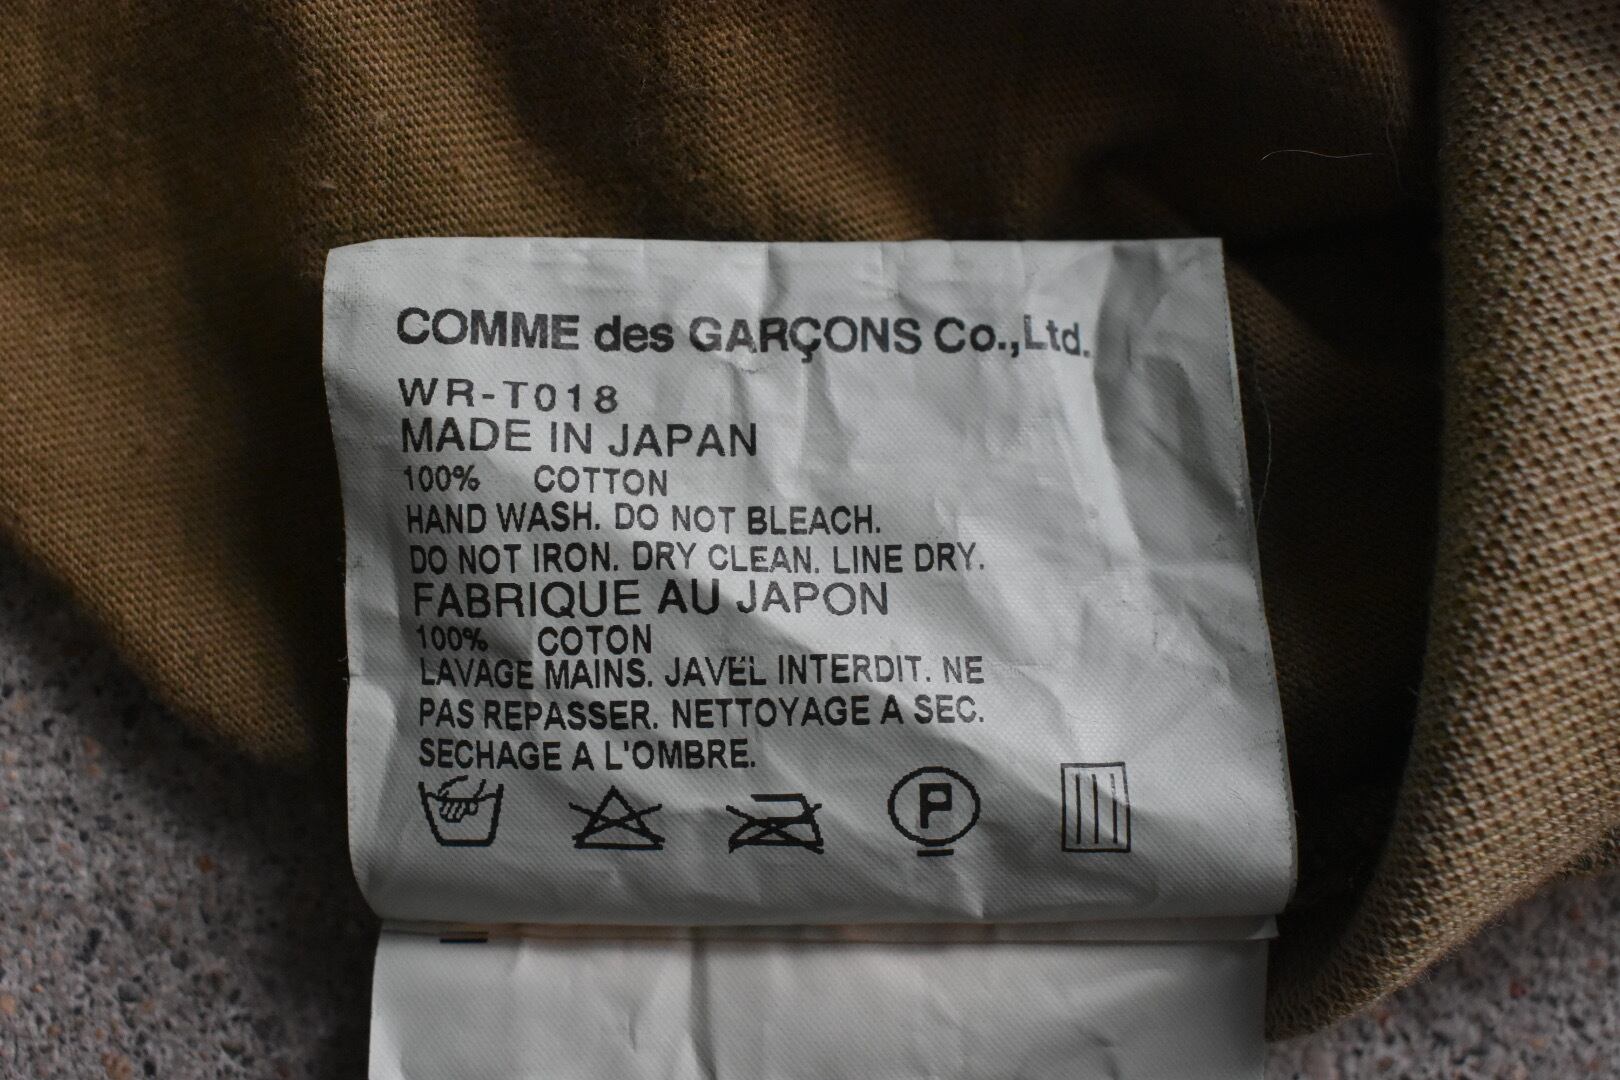 COMME des GARÇONS Co.,Ltd.
WR-T018
MADE IN JAPAN
100% COTTON
HAND WASH. DO NOT BLEACH.
DO NOT IRON. DRY CLEAN. LINE DRY.
FABRIQUE AU JAPON
100% COTON
LAVAGE MAINS. JAVEL INTERDIT. NE
PAS REPASSER. NETTOYAGE A SEC.
SECHAGE A L'OMBRE.
P